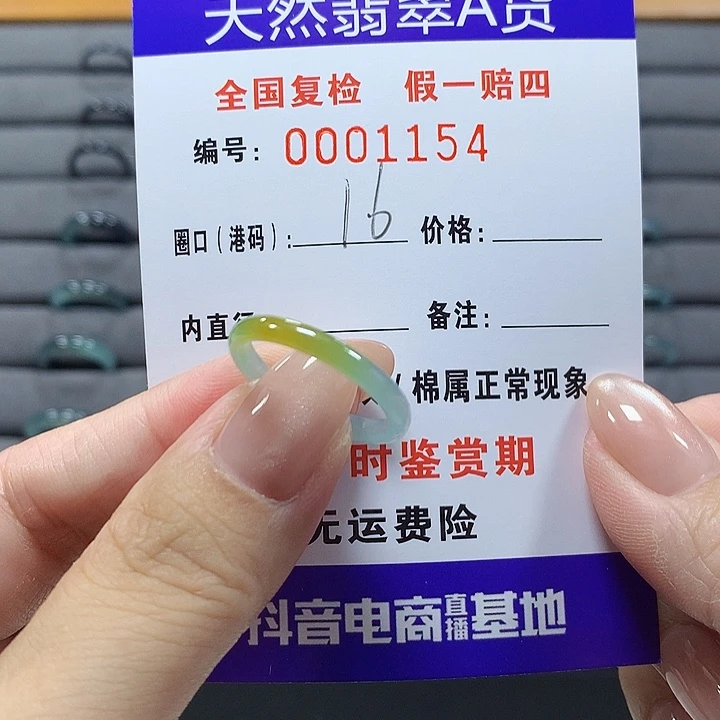 天然翡翠A货
全国复检 假一赔四
编号: 0001154
圈口(港码): 16 价格:
内直 备注:
棉属正常现象
时鉴赏期
无运费险
抖音电商直播基地